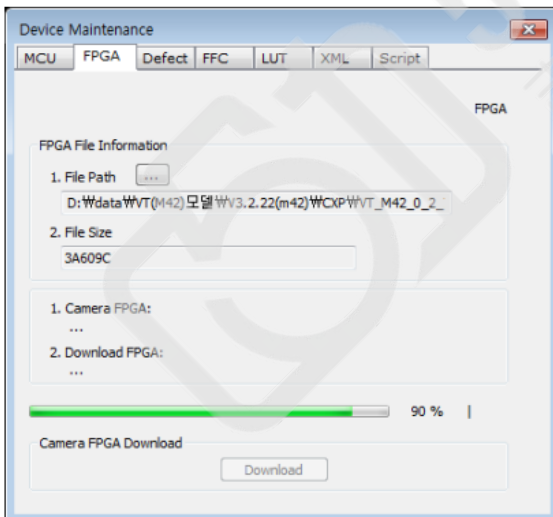 Device Maintenance
MCU FPGA Defect FFC LUT XML Script
FPGA
FPGA File Information
1. File Path ...
D:₩data₩VT(M42)모델₩V3.2.22(m42)₩CXP₩VT_M42_0_2_
2. File Size
3A609C
1. Camera FPGA:
...
2. Download FPGA:
...
90 % |
Camera FPGA Download
Download